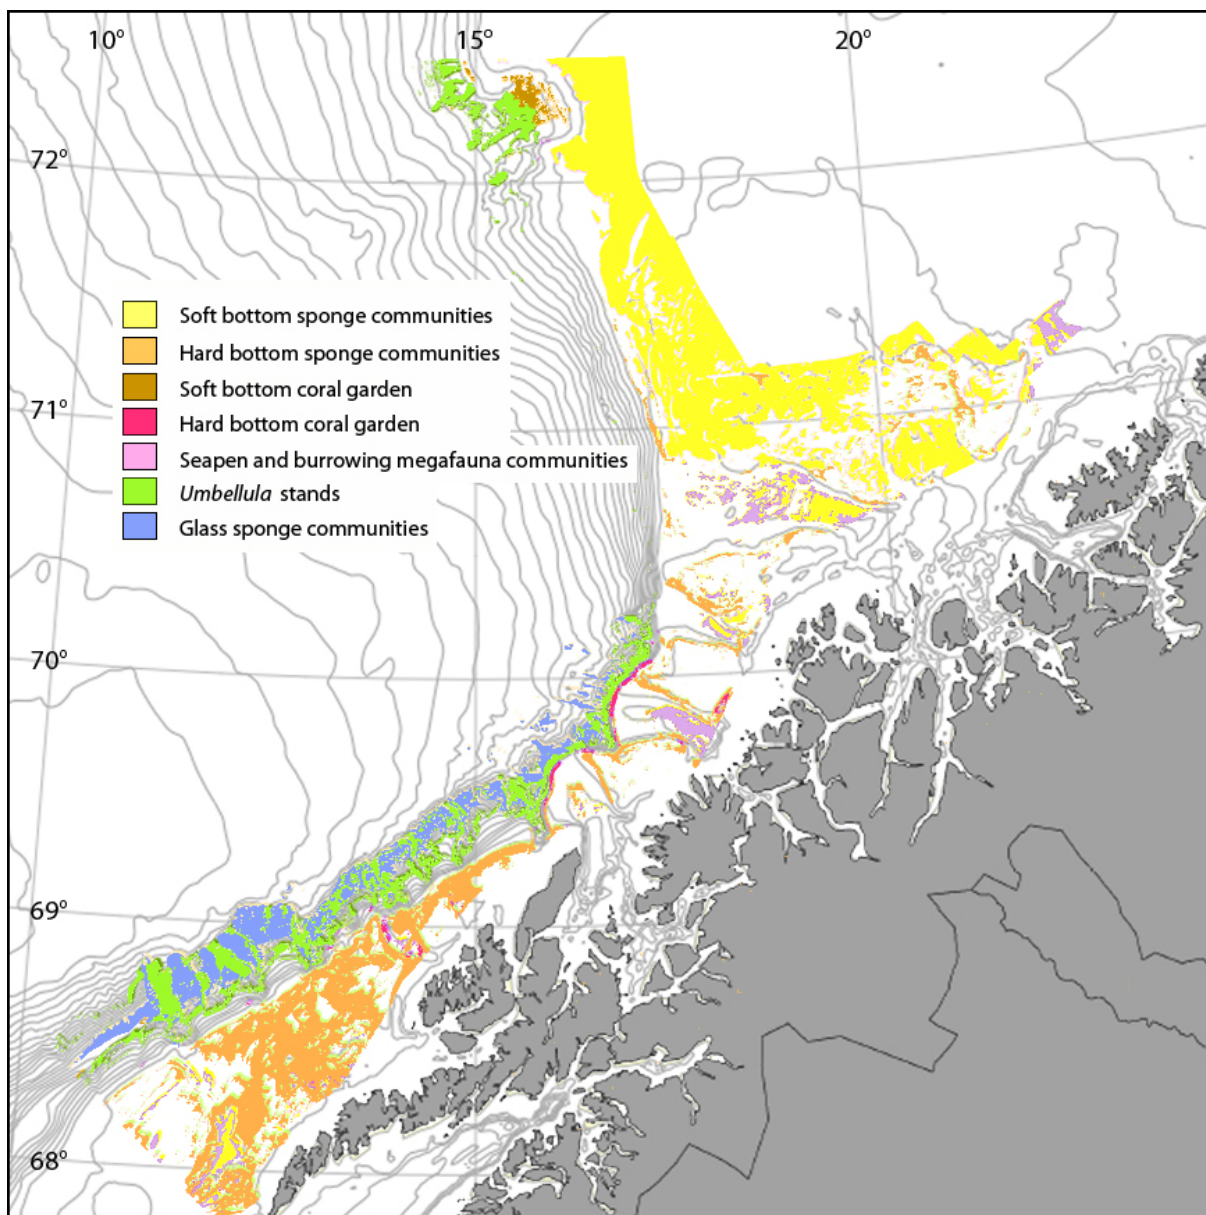 10° 15° 20°
72°
Soft bottom sponge communities
Hard bottom sponge communities
Soft bottom coral garden
71°
Hard bottom coral garden
Seapen and burrowing megafauna communities
Umbellula stands
Glass sponge communities
70°
69°
68°